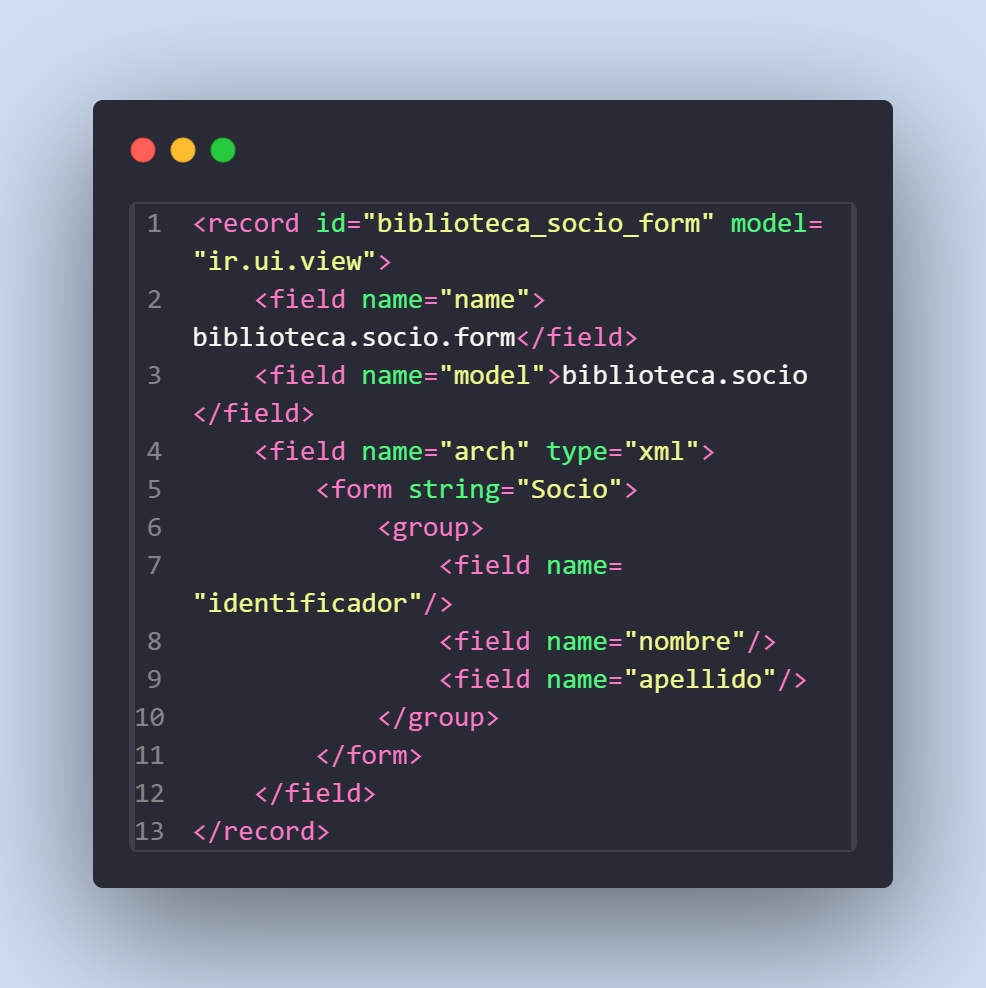 1 <record id="biblioteca_socio_form" model=
"ir.ui.view">
2     <field name="name">
biblioteca.socio.form</field>
3     <field name="model">biblioteca.socio
</field>
4     <field name="arch" type="xml">
5         <form string="Socio">
6             <group>
7                 <field name=
"identificador"/>
8                 <field name="nombre"/>
9                 <field name="apellido"/>
10             </group>
11         </form>
12     </field>
13 </record>